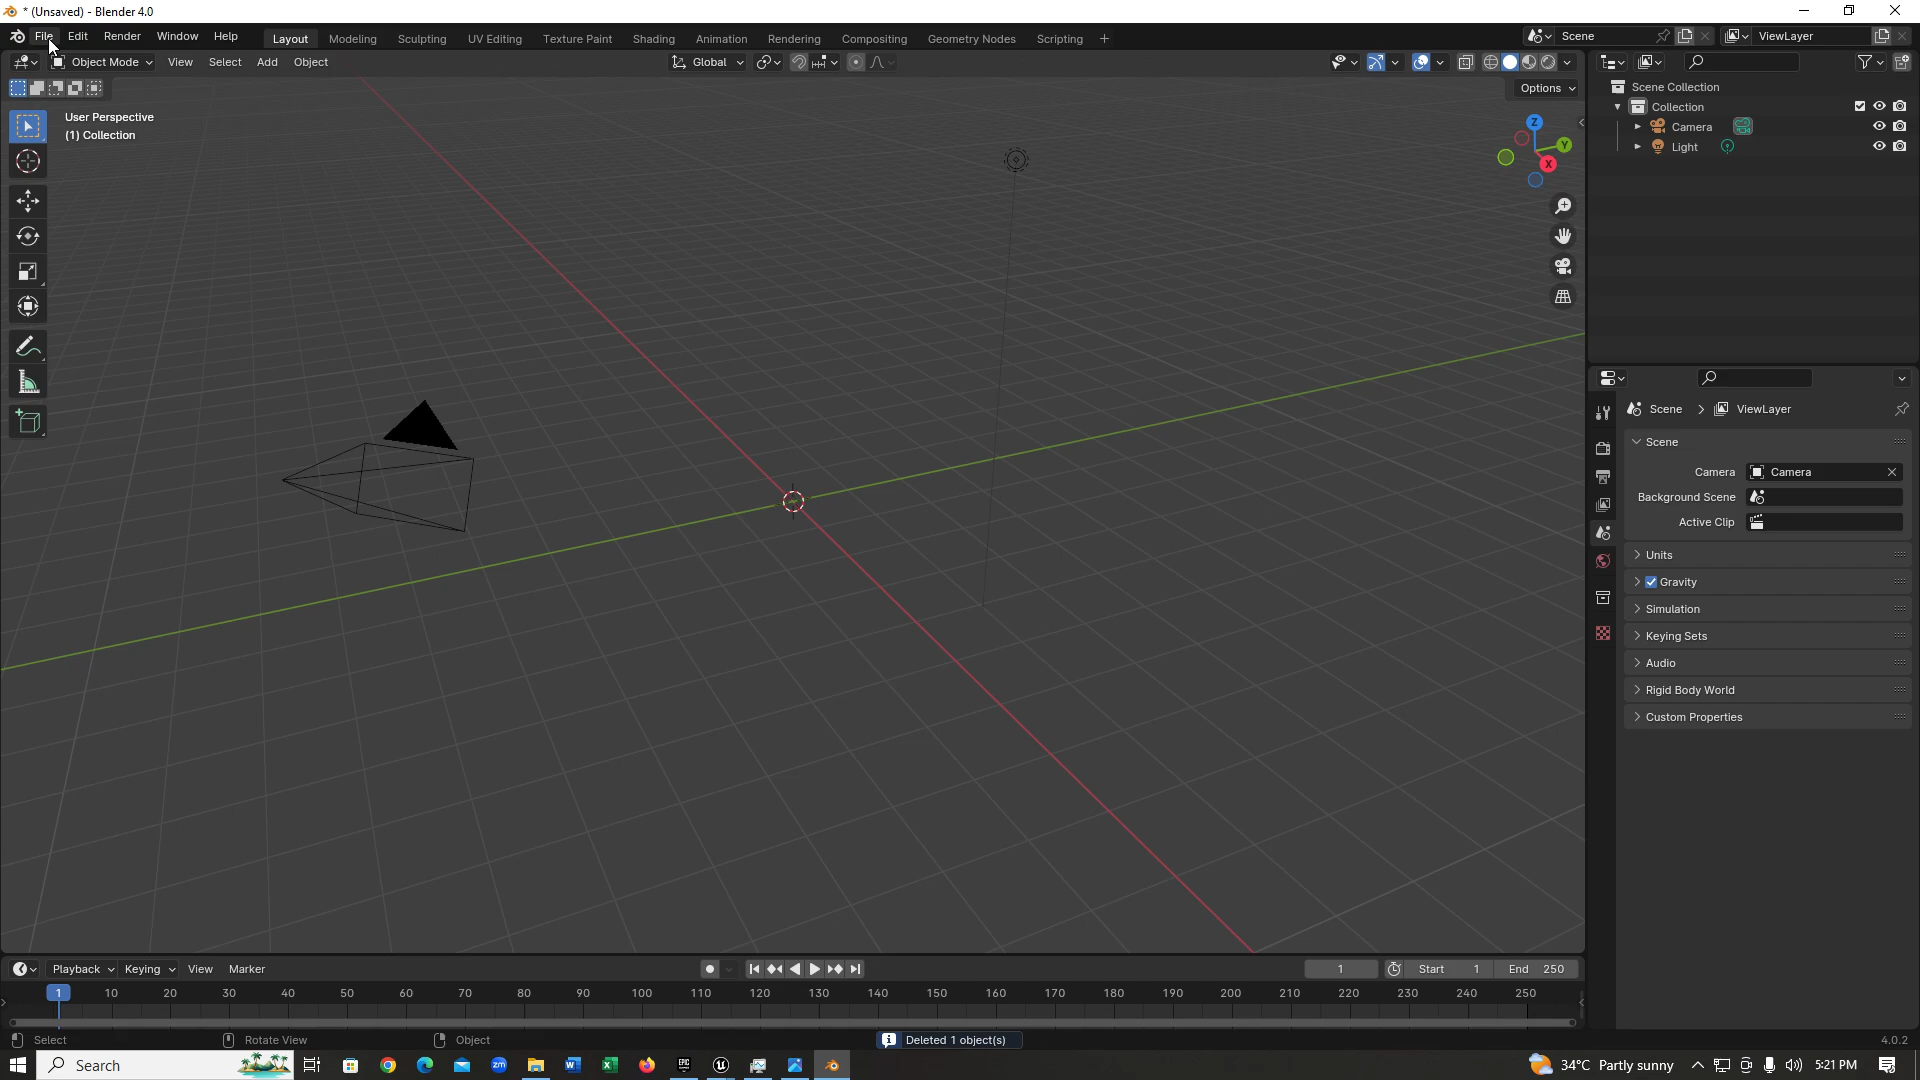 * (Unsaved) - Blender 4.0
File Edit Render Window Help Layout Modeling Sculpting UV Editing Texture Paint Shading Animation Rendering Compositing Geometry Nodes Scripting + Scene ViewLayer
Object Mode View Select Add Object Global
Options
User Perspective
(1) Collection
Z
Y
X
Scene Collection
Collection
Camera
Light
Scene > ViewLayer
Scene
Camera Camera
Background Scene
Active Clip
Units
Gravity
Simulation
Keying Sets
Audio
Rigid Body World
Custom Properties
Playback Keying View Marker 1 Start 1 End 250
1 10 20 30 40 50 60 70 80 90 100 110 120 130 140 150 160 170 180 190 200 210 220 230 240 250
Select Rotate View Object Deleted 1 object(s) 4.0.2
Search 34°C Partly sunny 5:21 PM